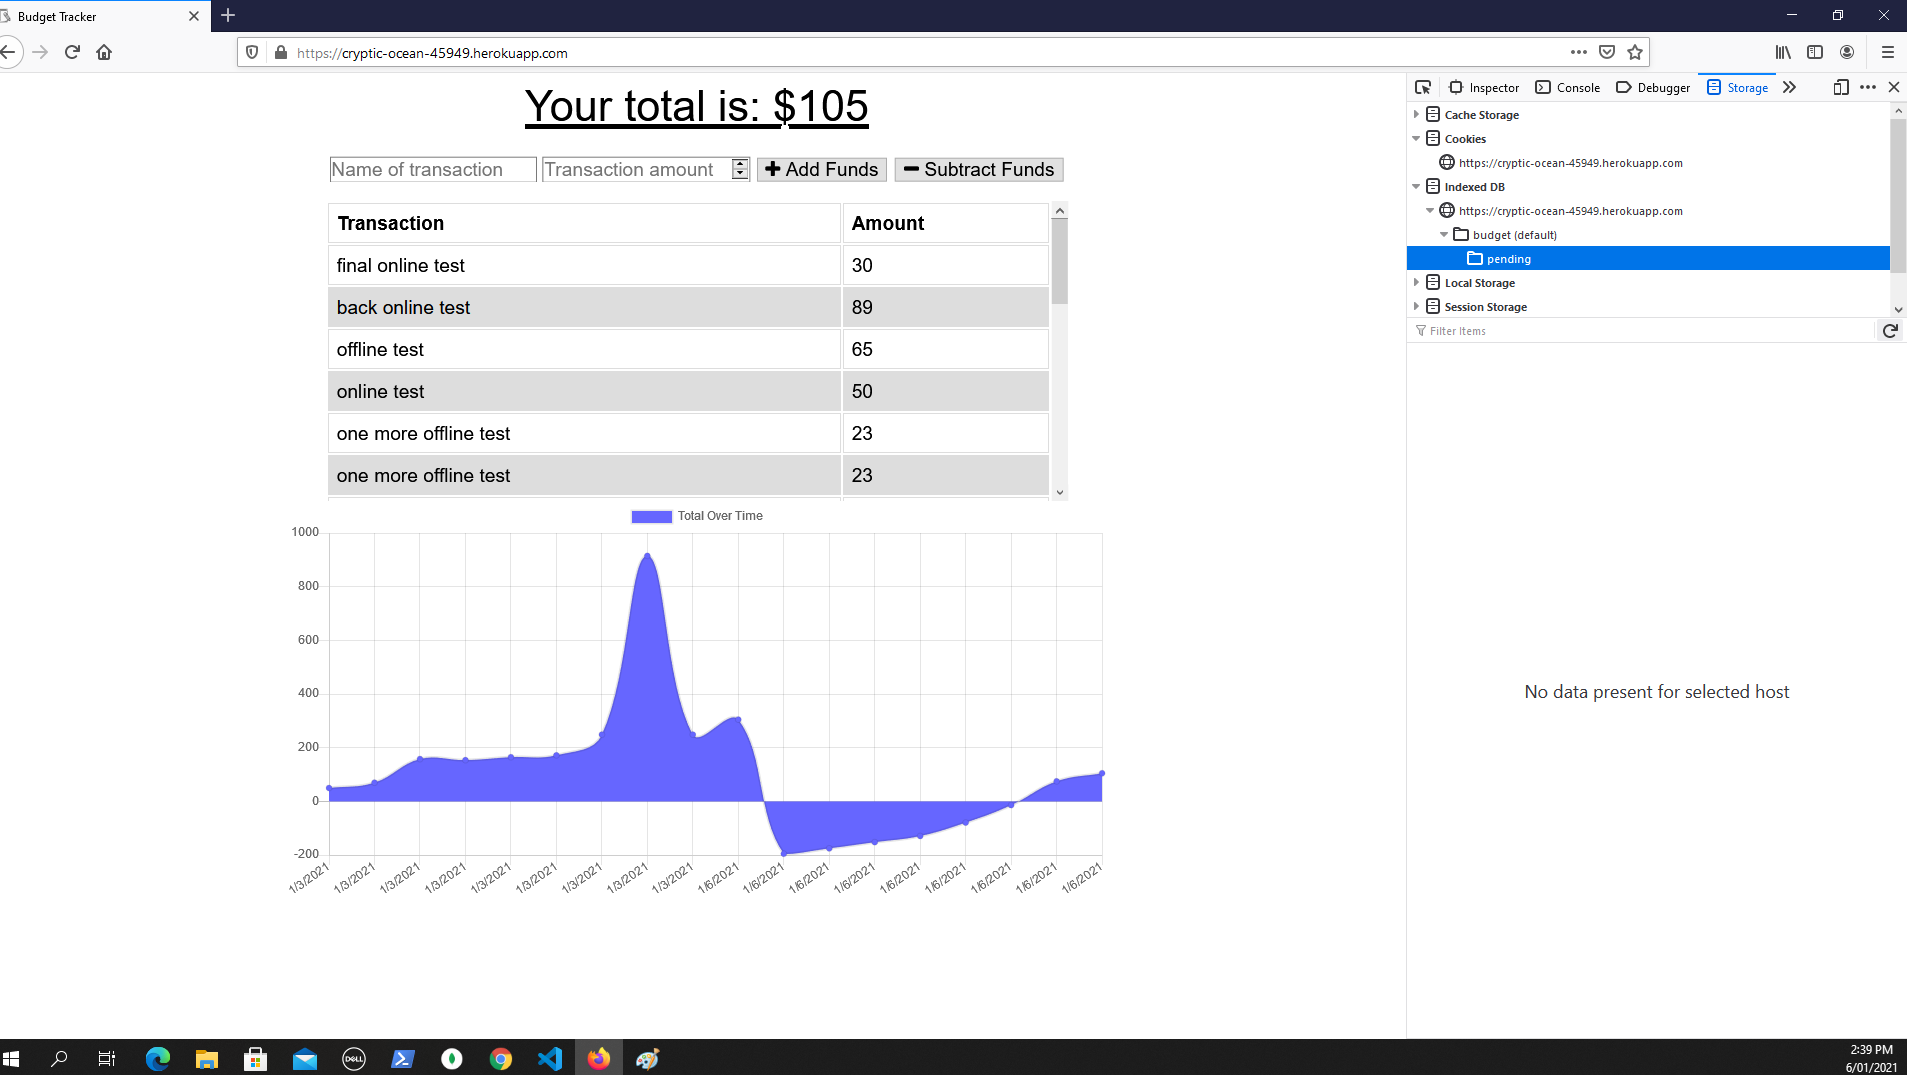 Budget Tracker
https://cryptic-ocean-45949.herokuapp.com
Your total is: $105
Name of transaction
Transaction amount
Add Funds
Subtract Funds
Transaction Amount
final online test 30
back online test 89
offline test 65
online test 50
one more offline test 23
one more offline test 23
Total Over Time
1000
800
600
400
200
0
-200
1/3/2021 1/3/2021 1/3/2021 1/3/2021 1/3/2021 1/3/2021 1/3/2021 1/3/2021 1/3/2021 1/6/2021 1/6/2021 1/6/2021 1/6/2021 1/6/2021 1/6/2021 1/6/2021 1/6/2021 1/6/2021
Inspector Console Debugger Storage
Cache Storage
Cookies
https://cryptic-ocean-45949.herokuapp.com
Indexed DB
https://cryptic-ocean-45949.herokuapp.com
budget (default)
pending
Local Storage
Session Storage
Filter Items
No data present for selected host
DELL
2:39 PM
6/01/2021